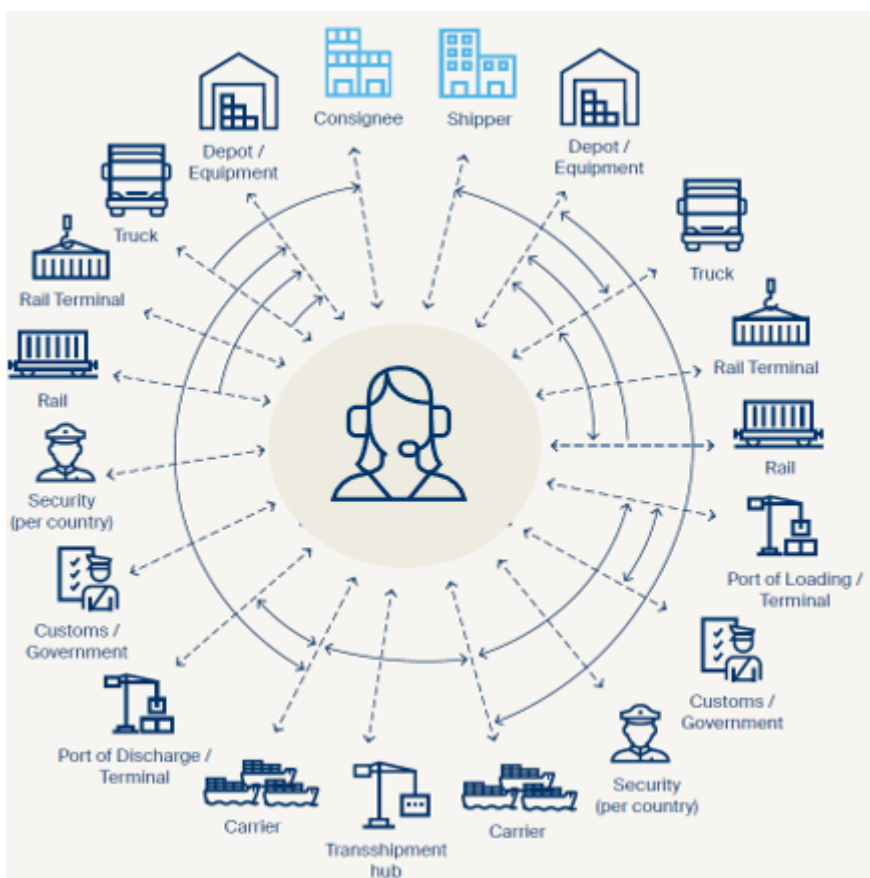 Consignee
Shipper
Depot /
Equipment
Depot /
Equipment
Truck
Truck
Rail Terminal
Rail Terminal
Rail
Rail
Security
(per country)
Port of Loading /
Terminal
Customs /
Government
Customs /
Government
Port of Discharge /
Terminal
Security
(per country)
Carrier
Transshipment
hub
Carrier